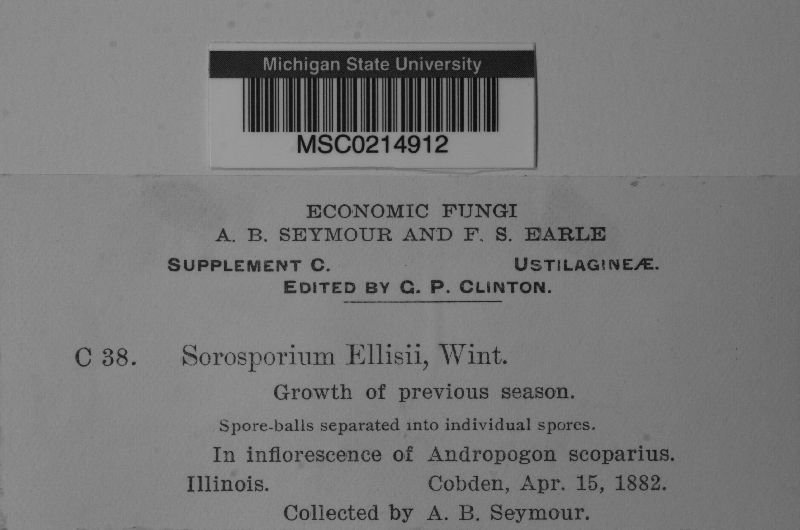 Michigan State University
MSC0214912
ECONOMIC FUNGI
A. B. SEYMOUR AND F. S. EARLE
SUPPLEMENT C. USTILAGINEÆ.
EDITED BY G. P. CLINTON.
C 38. Sorosporium Ellisii, Wint.
Growth of previous season.
Spore-balls separated into individual spores.
In inflorescence of Andropogon scoparius.
Illinois. Cobden, Apr. 15, 1882.
Collected by A. B. Seymour.